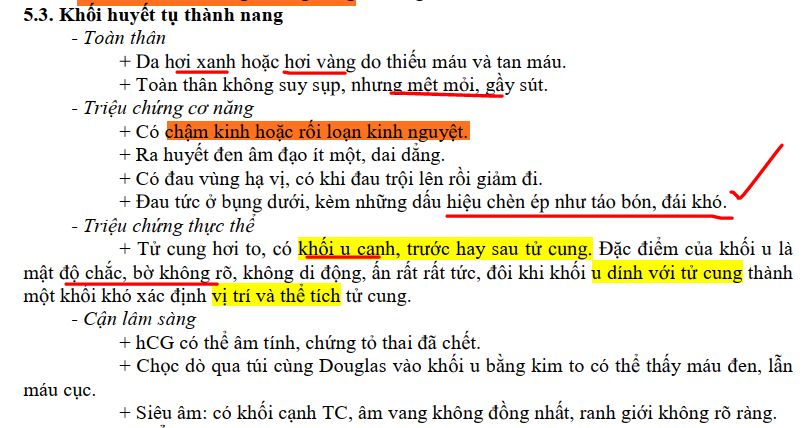 5.3. Khối huyết tụ thành nang
- Toàn thân
+ Da hơi xanh hoặc hơi vàng do thiếu máu và tan máu.
+ Toàn thân không suy sụp, nhưng mệt mỏi, gầy sút.
- Triệu chứng cơ năng
+ Có chậm kinh hoặc rối loạn kinh nguyệt.
+ Ra huyết đen âm đạo ít một, dai dẳng.
+ Có đau vùng hạ vị, có khi đau trội lên rồi giảm đi.
+ Đau tức ở bụng dưới, kèm những dấu hiệu chèn ép như táo bón, đái khó.
- Triệu chứng thực thể
+ Tử cung hơi to, có khối u cạnh, trước hay sau tử cung. Đặc điểm của khối u là
mật độ chắc, bờ không rõ, không di động, ấn rất rất tức, đôi khi khối u dính với tử cung thành
một khối khó xác định vị trí và thể tích tử cung.
- Cận lâm sàng
+ hCG có thể âm tính, chứng tỏ thai đã chết.
+ Chọc dò qua túi cùng Douglas vào khối u bằng kim to có thể thấy máu đen, lẫn
máu cục.
+ Siêu âm: có khối cạnh TC, âm vang không đồng nhất, ranh giới không rõ ràng.